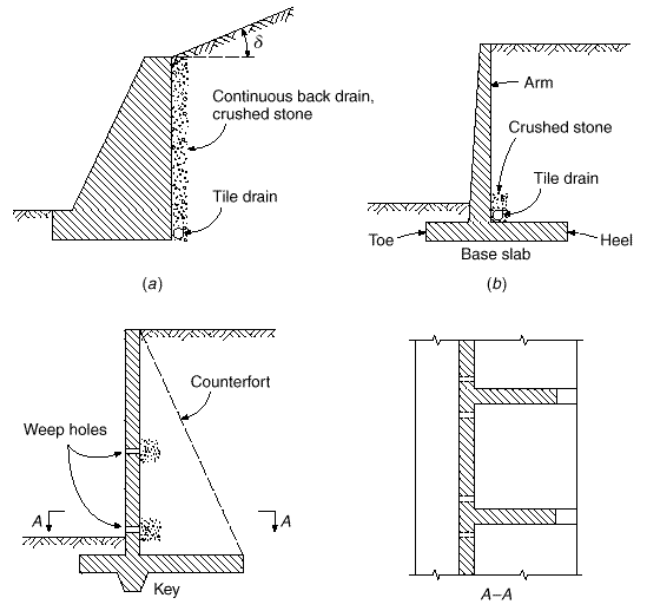 δ
Continuous back drain,
crushed stone
Tile drain
(a)
Arm
Crushed stone
Tile drain
Toe
Heel
Base slab
(b)
Counterfort
Weep holes
A
A
Key
A–A